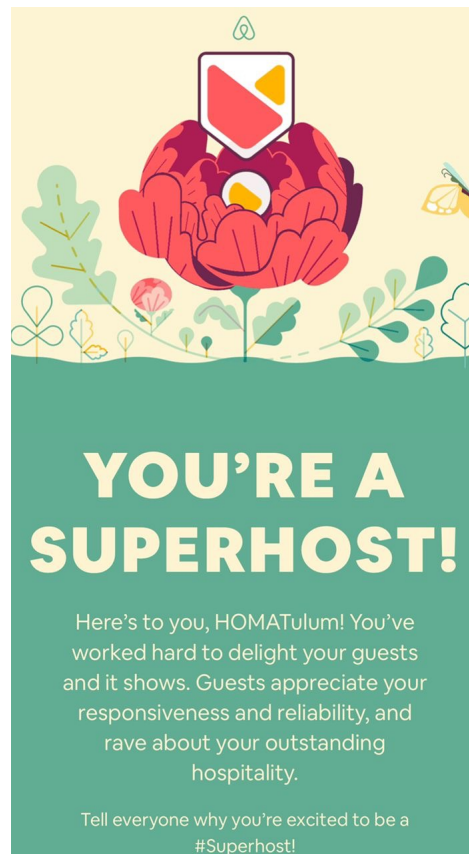 YOU’RE A
SUPERHOST!
Here’s to you, HOMATulum! You’ve
worked hard to delight your guests
and it shows. Guests appreciate your
responsiveness and reliability, and
rave about your outstanding
hospitality.
Tell everyone why you’re excited to be a
#Superhost!